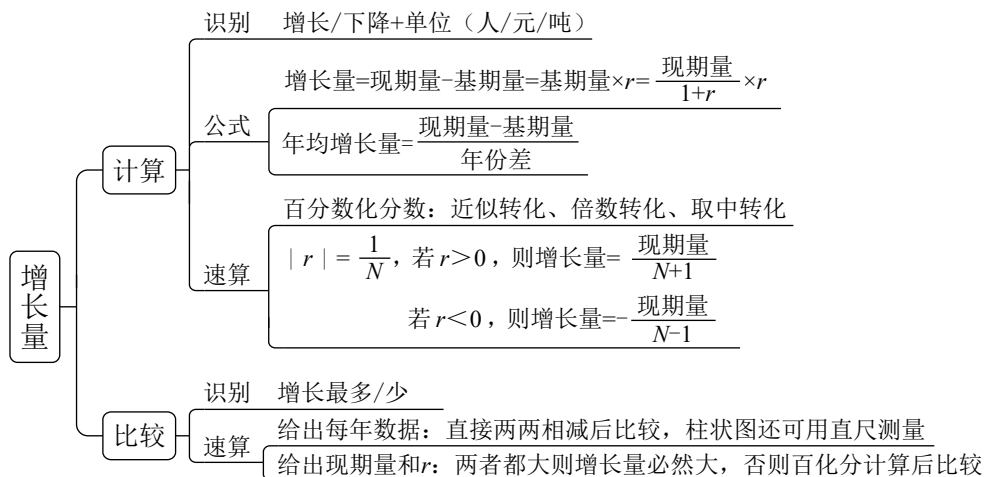 增长量
计算
识别 增长/下降+单位（人/元/吨）
公式
增长量=现期量-基期量=基期量×r=现期量/(1+r)×r
年均增长量=(现期量-基期量)/年份差
速算
百分数化分数：近似转化、倍数转化、取中转化
|r|=1/N，若r＞0，则增长量=现期量/(N+1)
若r＜0，则增长量=-现期量/(N-1)
比较
识别 增长最多/少
速算
给出每年数据：直接两两相减后比较，柱状图还可用直尺测量
给出现期量和r：两者都大则增长量必然大，否则百化分计算后比较